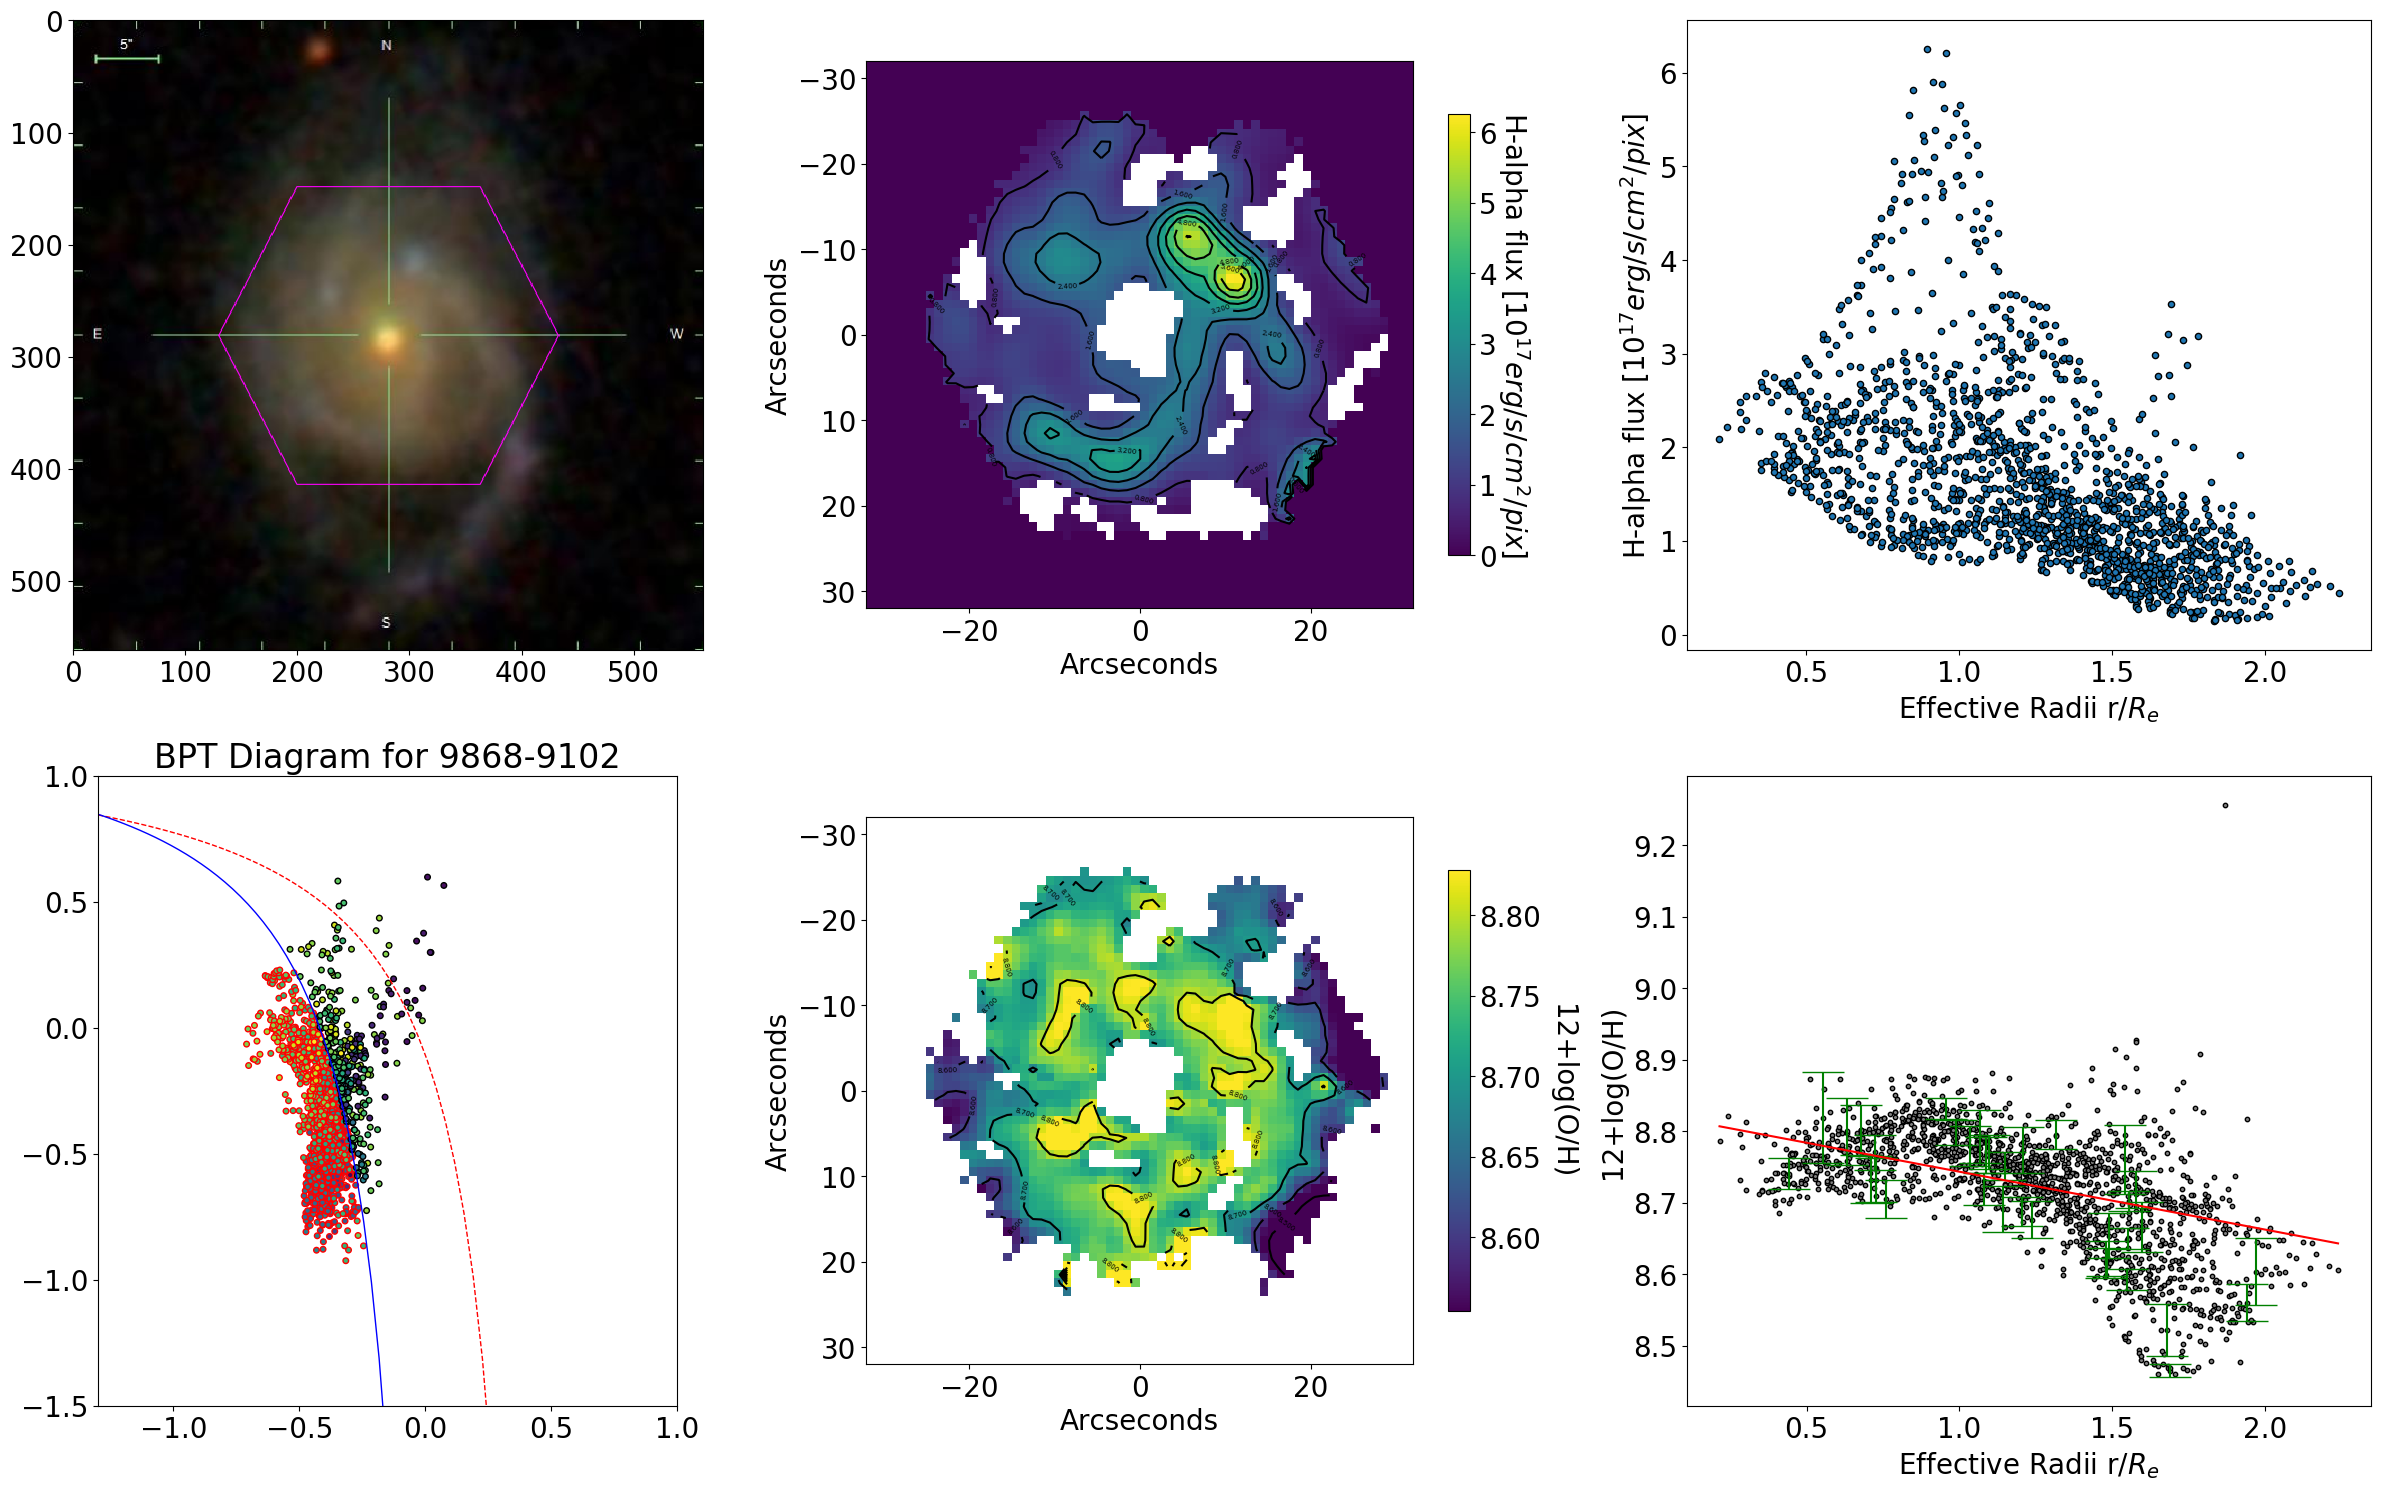 0
100
200
300
400
500
0 100 200 300 400 500
5"
N
E
W
S
−30
−20
−10
0
10
20
30
−20 0 20
Arcseconds
Arcseconds
6
5
4
3
2
1
0
H-alpha flux [10^17 erg/s/cm^2/pix]
6
5
4
3
2
1
0
0.5 1.0 1.5 2.0
H-alpha flux [10^17 erg/s/cm^2/pix]
Effective Radii r/R_e
BPT Diagram for 9868-9102
1.0
0.5
0.0
−0.5
−1.0
−1.5
−1.0 −0.5 0.0 0.5 1.0
−30
−20
−10
0
10
20
30
−20 0 20
Arcseconds
Arcseconds
8.80
8.75
8.70
8.65
8.60
12+log(O/H)
9.2
9.1
9.0
8.9
8.8
8.7
8.6
8.5
0.5 1.0 1.5 2.0
12+log(O/H)
Effective Radii r/R_e